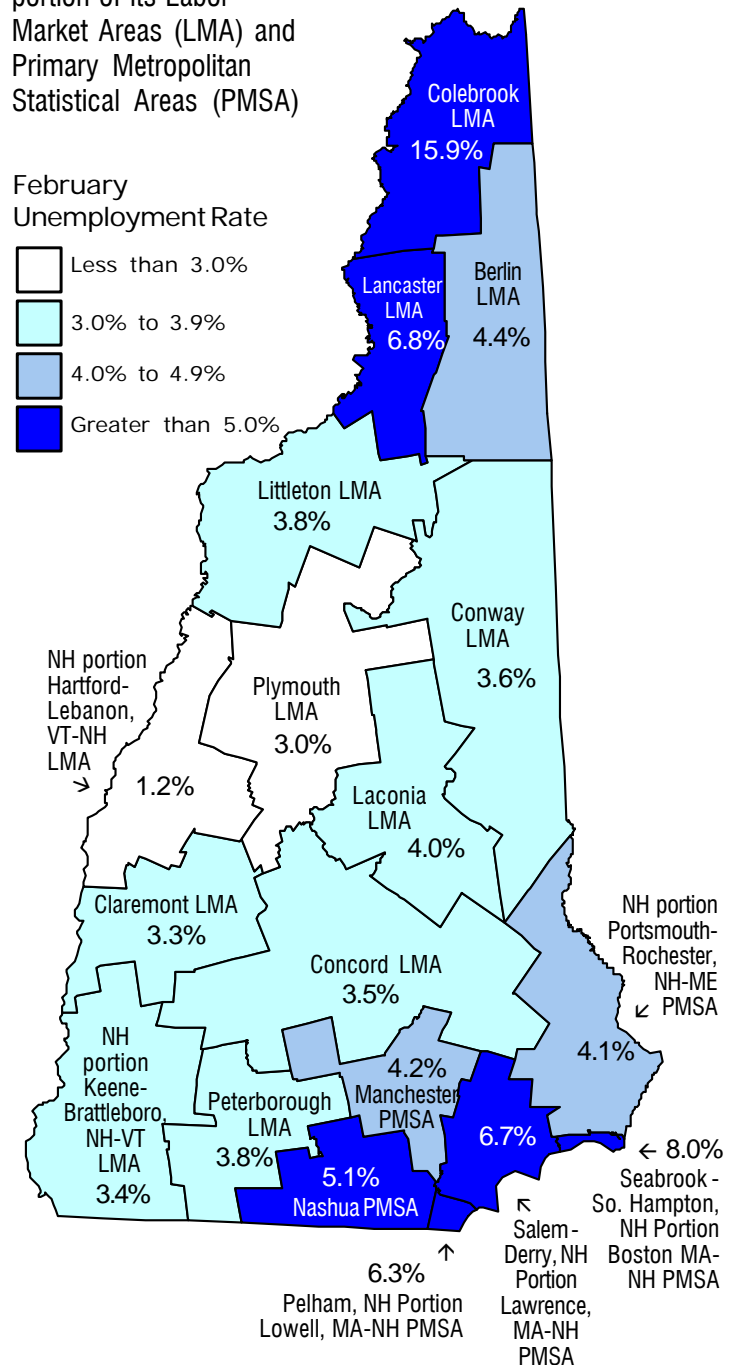 portion of its Labor
Market Areas (LMA) and
Primary Metropolitan
Statistical Areas (PMSA)
February
Unemployment Rate
Less than 3.0%
3.0% to 3.9%
4.0% to 4.9%
Greater than 5.0%
Colebrook
LMA
15.9%
Lancaster
LMA
6.8%
Berlin
LMA
4.4%
Littleton LMA
3.8%
Conway
LMA
3.6%
NH portion
Hartford-
Lebanon,
VT-NH
LMA
1.2%
Plymouth
LMA
3.0%
Laconia
LMA
4.0%
Claremont LMA
3.3%
Concord LMA
3.5%
NH portion
Portsmouth-
Rochester,
NH-ME
PMSA
4.1%
NH
portion
Keene-
Brattleboro,
NH-VT
LMA
3.4%
Peterborough
LMA
3.8%
4.2%
Manchester
PMSA
5.1%
Nashua PMSA
6.7%
← 8.0%
Seabrook -
So. Hampton,
NH Portion
Boston MA-
NH PMSA
6.3%
Pelham, NH Portion
Lowell, MA-NH PMSA
Salem-
Derry, NH
Portion
Lawrence,
MA-NH
PMSA